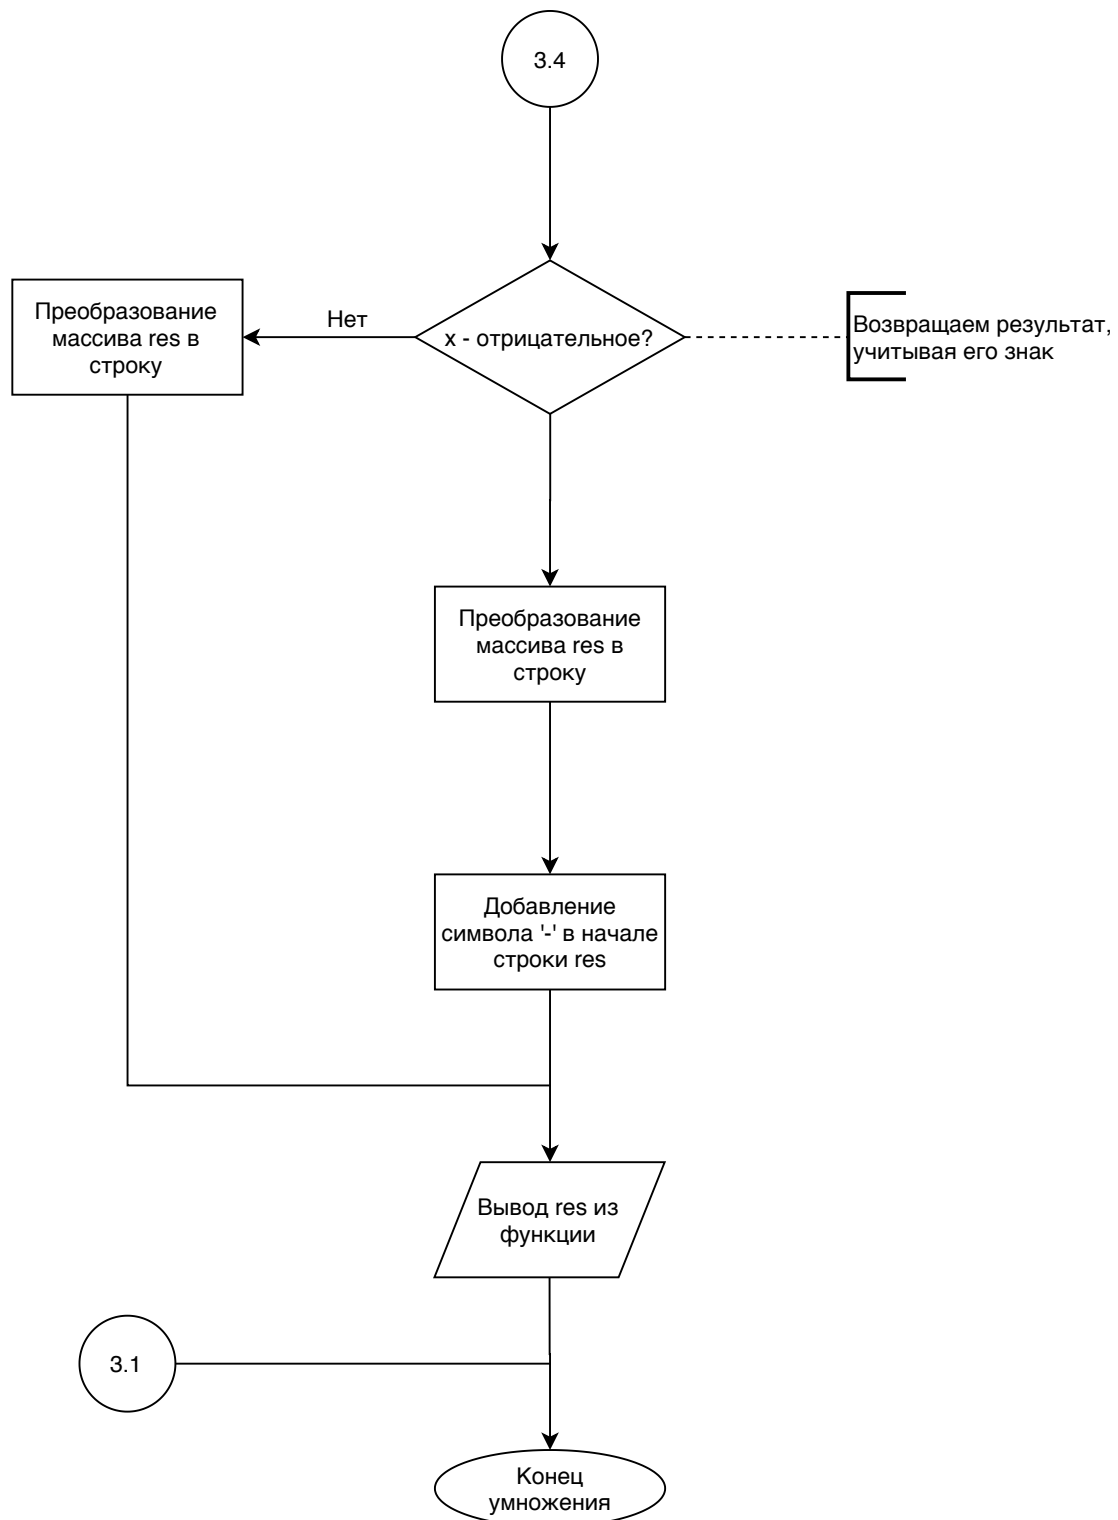 3.4
Преобразование
массива res в
строку
Нет
х - отрицательное?
Возвращаем результат,
учитывая его знак
Преобразование
массива res в
строку
Добавление
символа '-' в начале
строки res
Вывод res из
функции
3.1
Конец
умножения